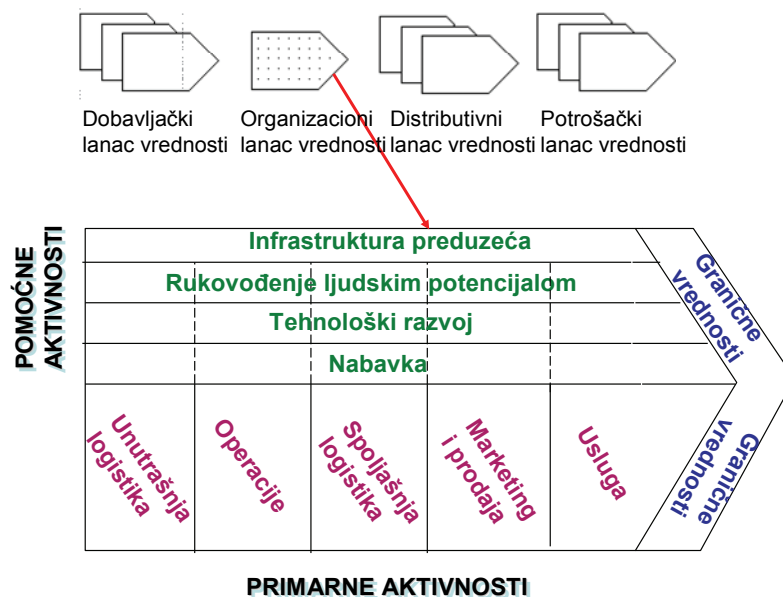 Dobavljački
lanac vrednosti
Organizacioni
lanac vrednosti
Distributivni
lanac vrednosti
Potrošački
lanac vrednosti
POMOĆNE
AKTIVNOSTI
Infrastruktura preduzeća
Rukovođenje ljudskim potencijalom
Tehnološki razvoj
Nabavka
Granične
vrednosti
Unutrašnja
logistika
Operacije
Spoljašnja
logistika
Marketing
i prodaja
Usluga
Granične
vrednosti
PRIMARNE AKTIVNOSTI